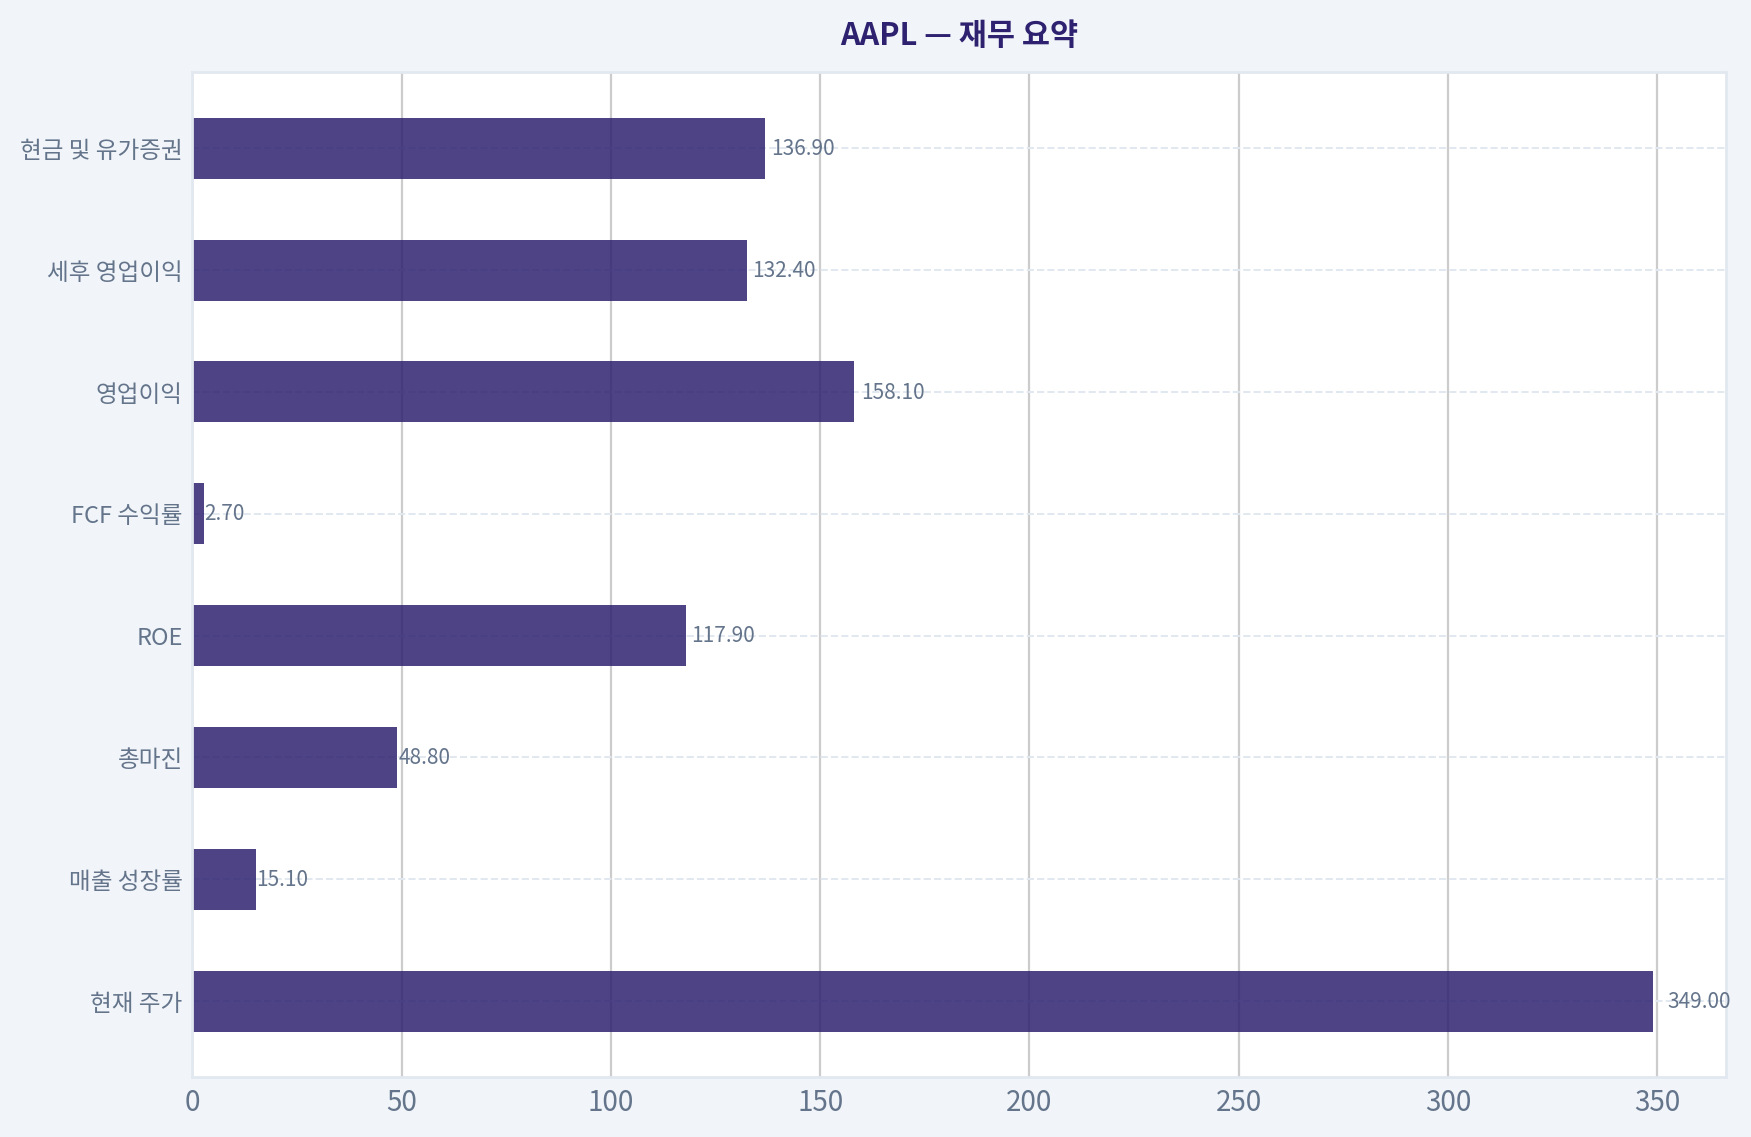 AAPL — 재무 요약
현금 및 유가증권 136.90
세후 영업이익 132.40
영업이익 158.10
FCF 수익률 2.70
ROE 117.90
총마진 48.80
매출 성장률 15.10
현재 주가 349.00
0 50 100 150 200 250 300 350